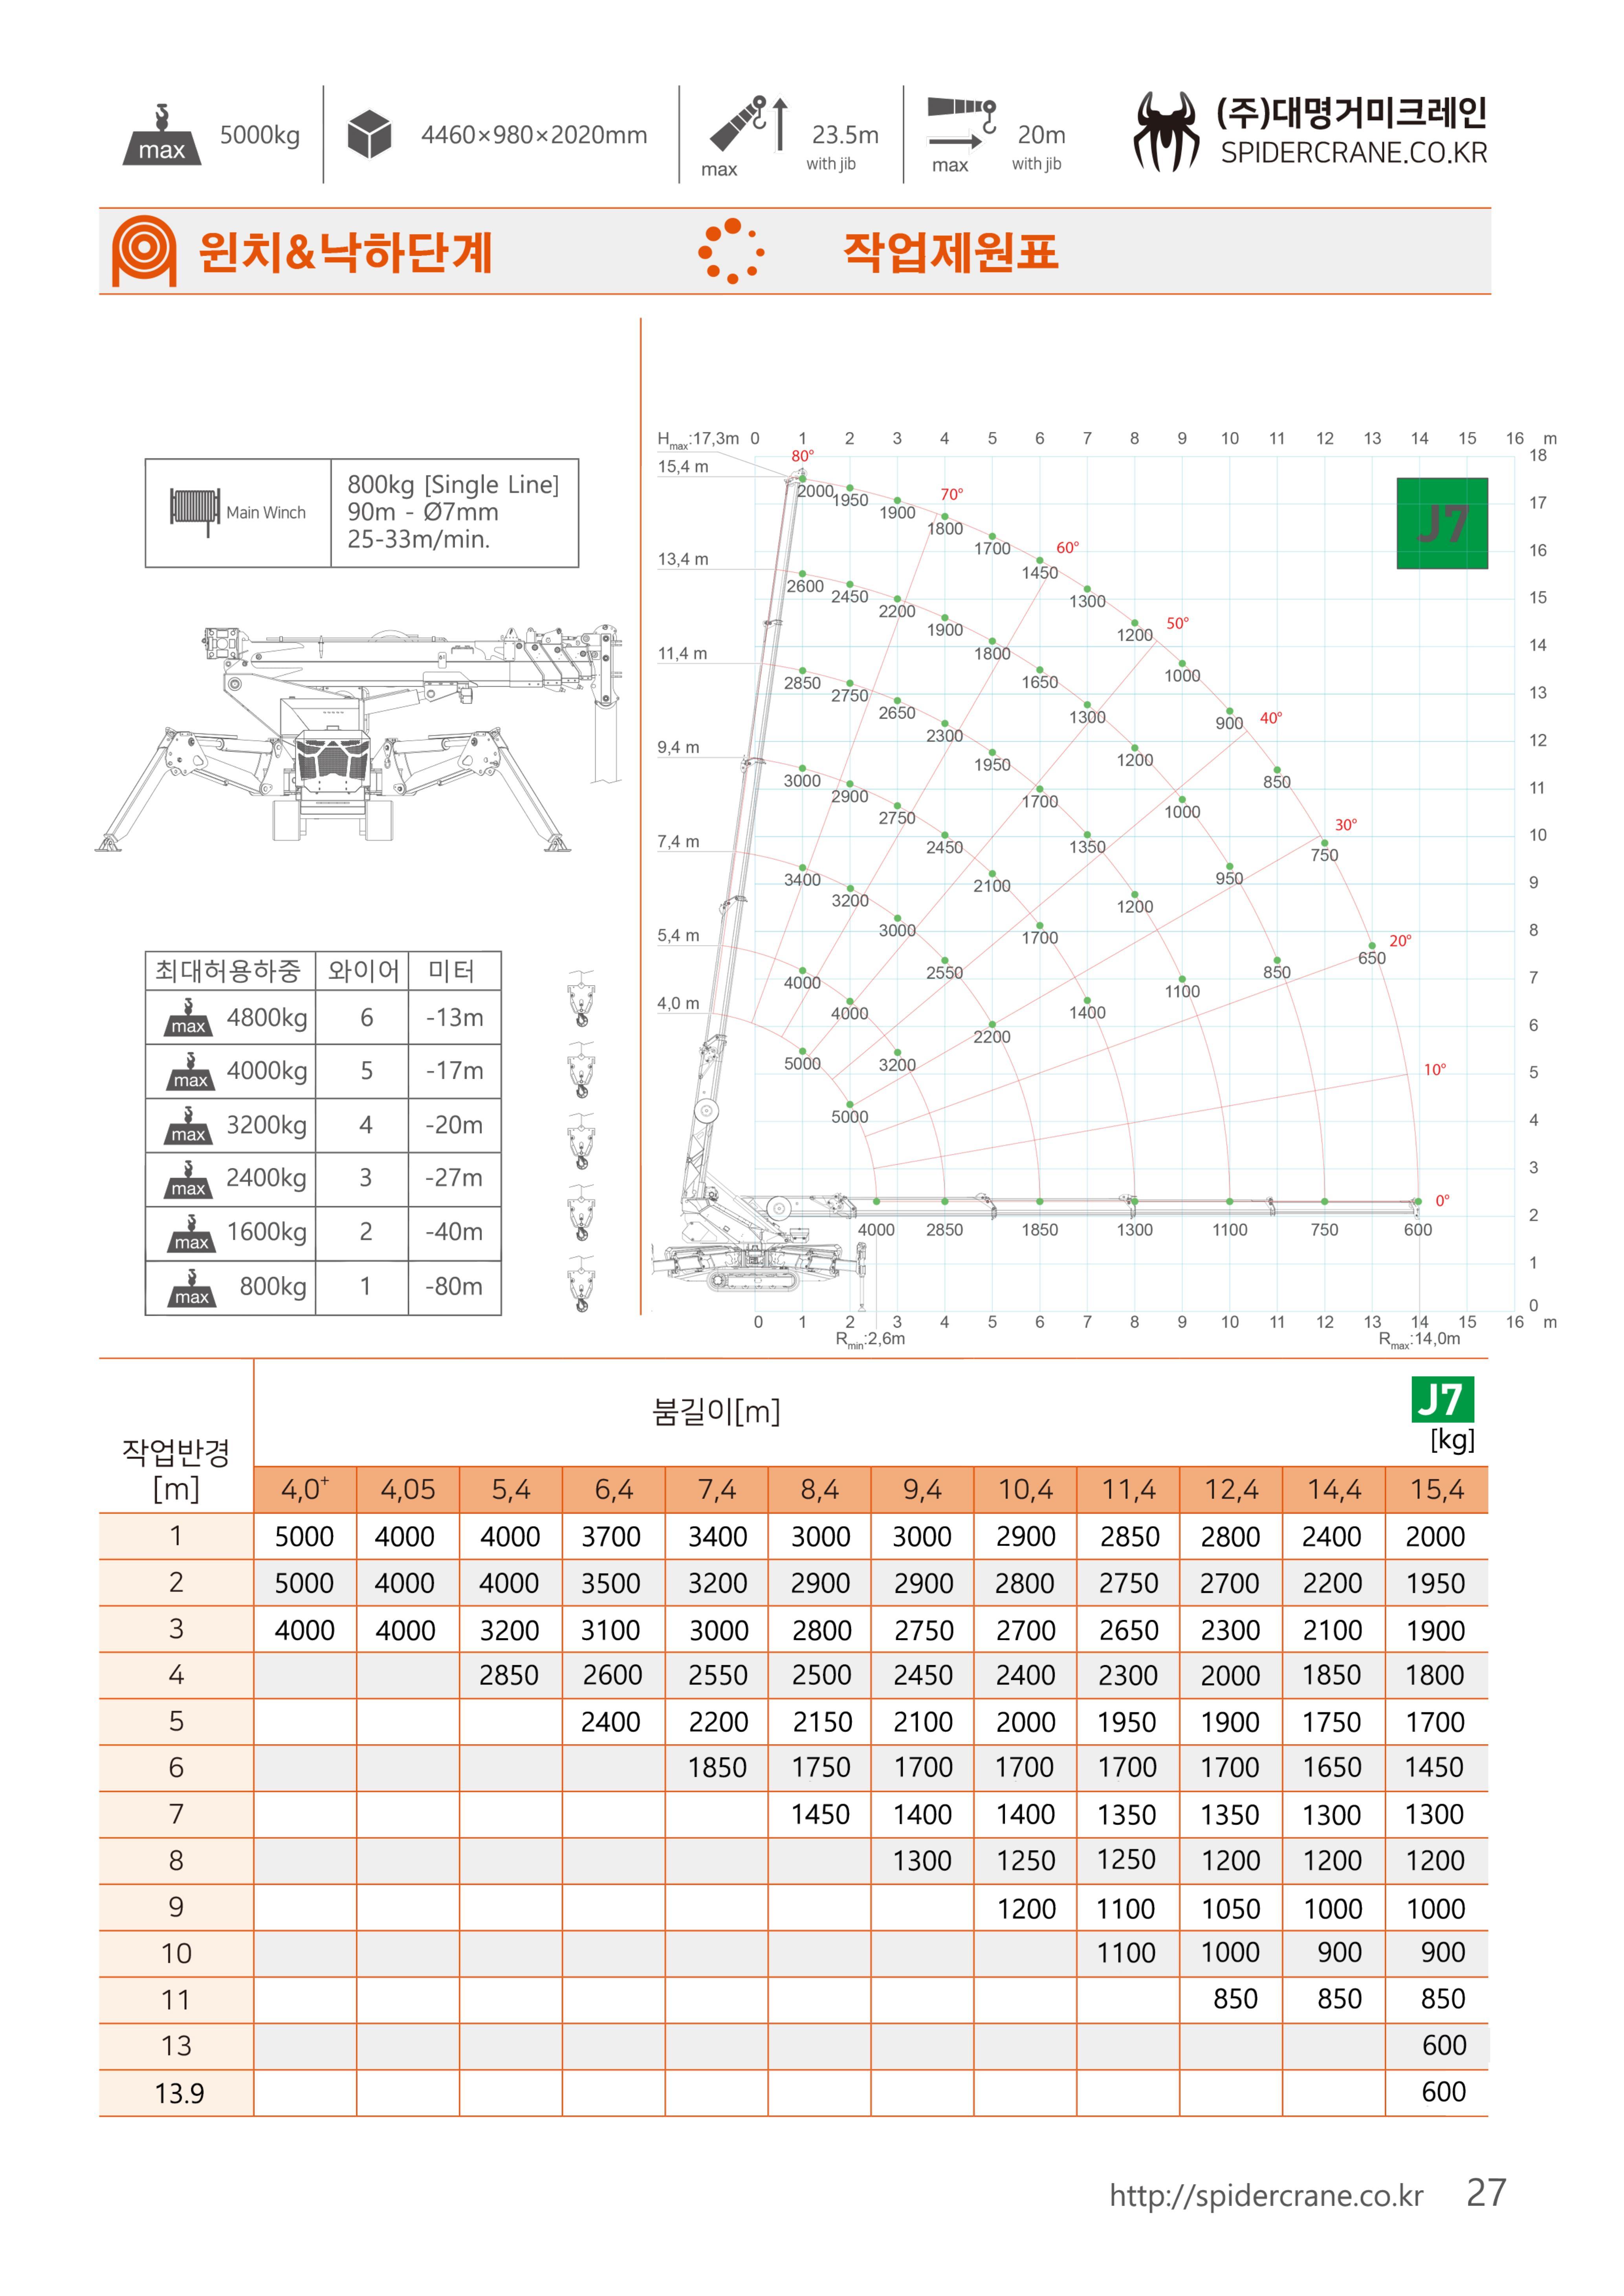 max
5000kg
4460×980×2020mm
max
23.5m
with jib
max
20m
with jib
(주)대명거미크레인
SPIDERCRANE.CO.KR
윈치&낙하단계
작업제원표
Main Winch
800kg [Single Line]
90m - Ø7mm
25-33m/min.
최대허용하중 와이어 미터
max 4800kg 6 -13m
max 4000kg 5 -17m
max 3200kg 4 -20m
max 2400kg 3 -27m
max 1600kg 2 -40m
max 800kg 1 -80m
Hmax:17,3m 0 1 2 3 4 5 6 7 8 9 10 11 12 13 14 15 16 m
18
15,4 m
80°
2000 1950 1900 1800 1700 1450 1300 1200 1000 900 850 750 650
70°
60°
50°
40°
30°
20°
10°
0°
J7
17
16
15
14
13
12
11
10
9
8
7
6
5
4
3
2
1
0
13,4 m
2600 2450 2200 1900 1800 1650 1300 1200 1000 950 850
11,4 m
2850 2750 2650 2300 1950 1700 1350 1200 1100
9,4 m
3000 2900 2750 2450 2100 1700 1400
7,4 m
3400 3200 3000 2550 2200
5,4 m
4000 4000 3200
4,0 m
5000 5000
4000 2850 1850 1300 1100 750 600
0 1 2 3 4 5 6 7 8 9 10 11 12 13 14 15 16 m
Rmin:2,6m
Rmax:14,0m
작업반경
[m]
붐길이[m]
J7
[kg]
4,0+ 4,05 5,4 6,4 7,4 8,4 9,4 10,4 11,4 12,4 14,4 15,4
1 5000 4000 4000 3700 3400 3000 3000 2900 2850 2800 2400 2000
2 5000 4000 4000 3500 3200 2900 2900 2800 2750 2700 2200 1950
3 4000 4000 3200 3100 3000 2800 2750 2700 2650 2300 2100 1900
4 2850 2600 2550 2500 2450 2400 2300 2000 1850 1800
5 2400 2200 2150 2100 2000 1950 1900 1750 1700
6 1850 1750 1700 1700 1700 1700 1650 1450
7 1450 1400 1400 1350 1350 1300 1300
8 1300 1250 1250 1200 1200 1200
9 1200 1100 1050 1000 1000
10 1100 1000 900 900
11 850 850 850
13 600
13.9 600
http://spidercrane.co.kr 27